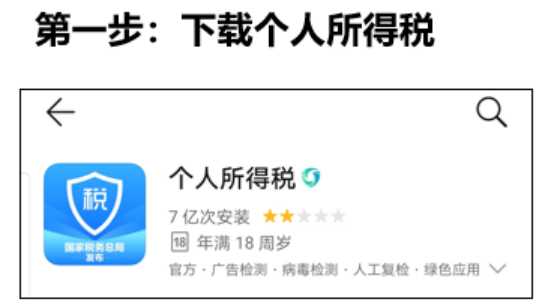 第一步：下载个人所得税
个人所得税
税
国家税务总局
发布
7 亿次安装
18 年满 18 周岁
官方 · 广告检测 · 病毒检测 · 人工复检 · 绿色应用